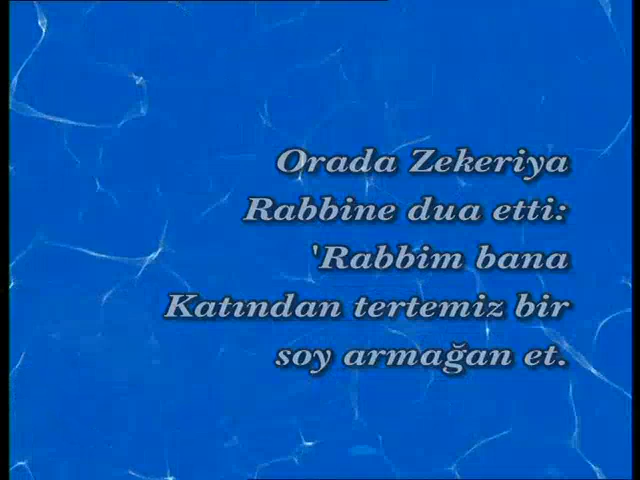 Orada Zekeriya
Rabbine dua etti:
'Rabbim bana
Katından tertemiz bir
soy armağan et.